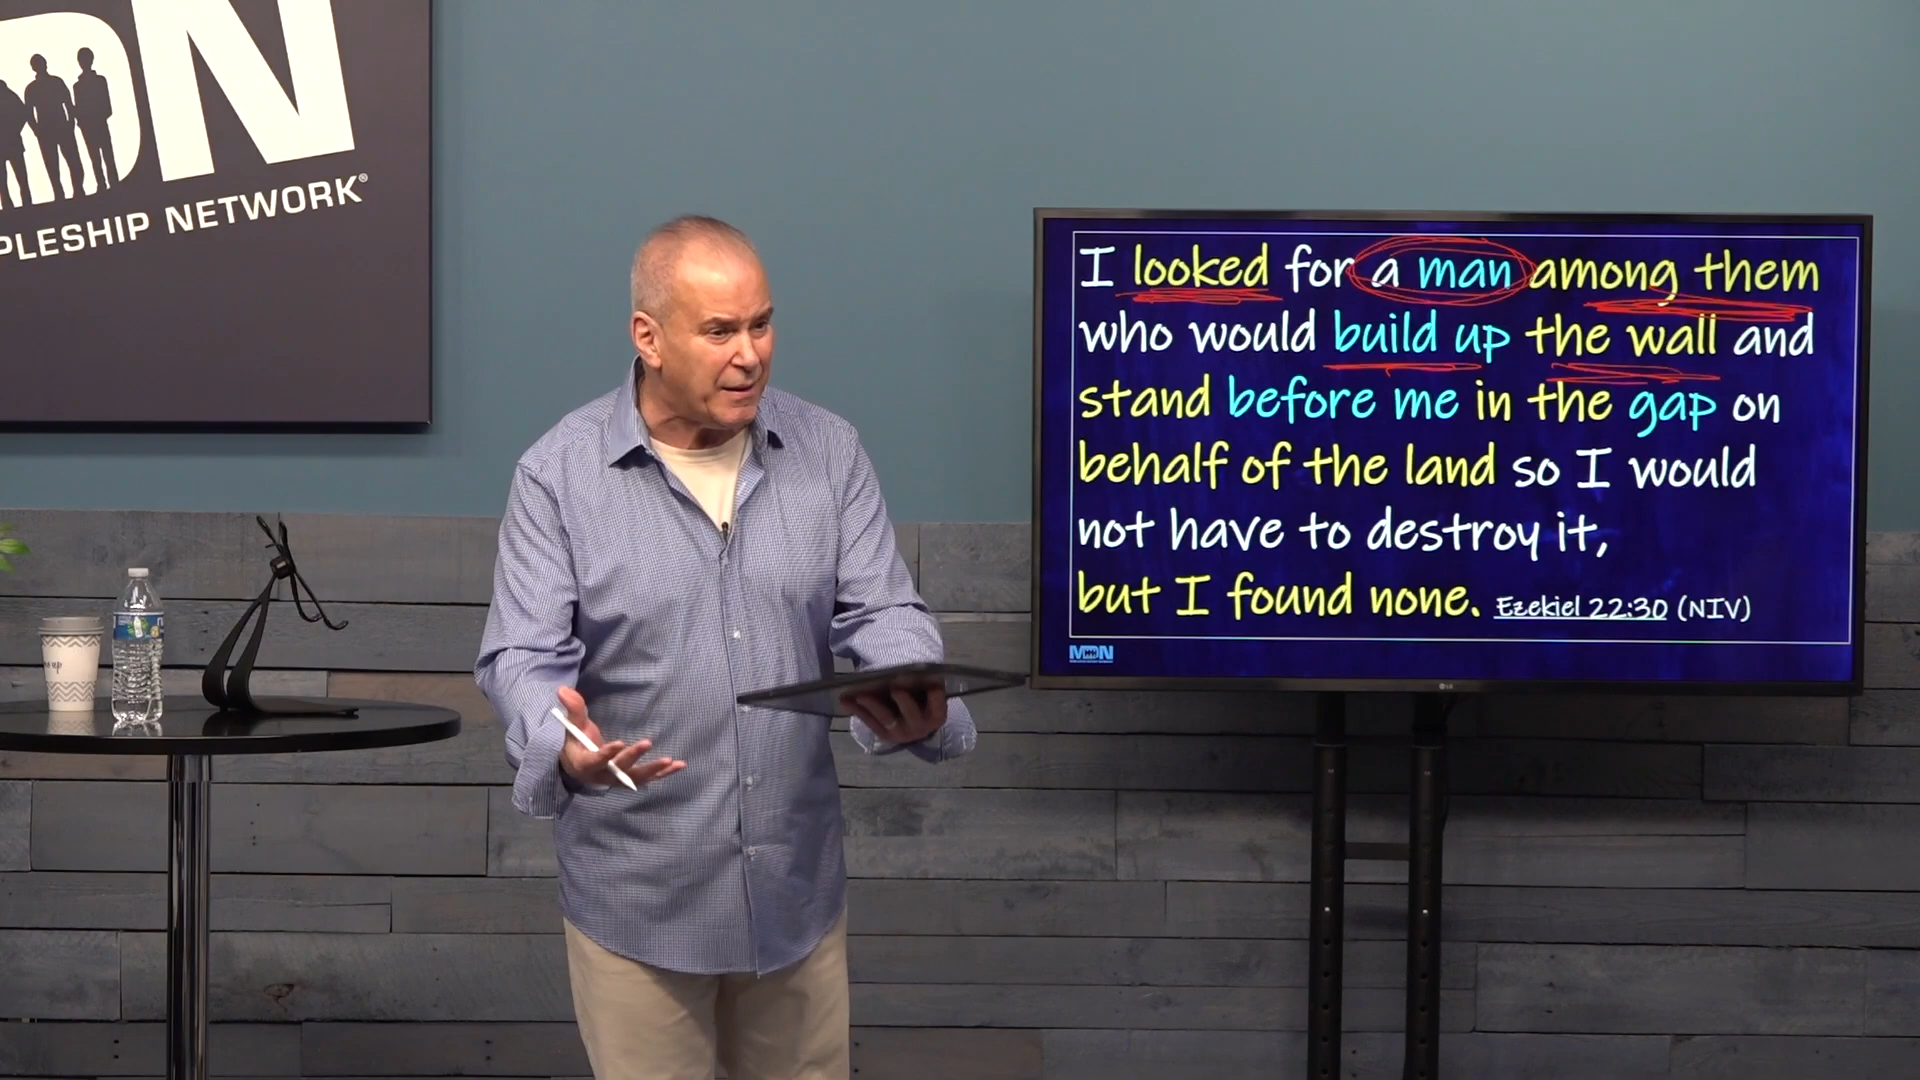 DN
PLESHIP NETWORK®
I looked for a man among them
who would build up the wall and
stand before me in the gap on
behalf of the land so I would
not have to destroy it,
but I found none. Ezekiel 22:30 (NIV)
MDN
LG